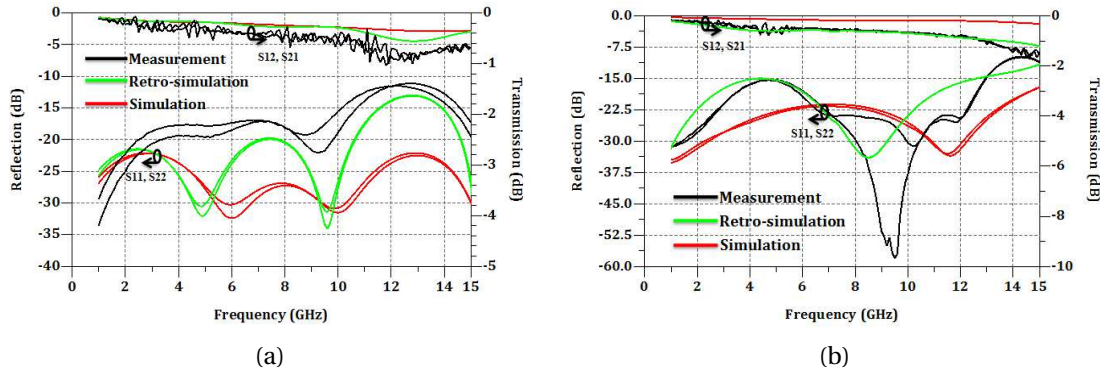 0
-5
-10
-15
-20
-25
-30
-35
-40
Reflection (dB)
0
-1
-2
-3
-4
-5
Transmission (dB)
S12, S21
Measurement
Retro-simulation
Simulation
S11, S22
0 2 4 6 8 10 12 14 15
Frequency (GHz)
(a)
0.0
-7.5
-15.0
-22.5
-30.0
-37.5
-45.0
-52.5
-60.0
Reflection (dB)
0
-2
-4
-6
-8
-10
Transmission (dB)
S12, S21
S11, S22
Measurement
Retro-simulation
Simulation
0 2 4 6 8 10 12 14 15
Frequency (GHz)
(b)